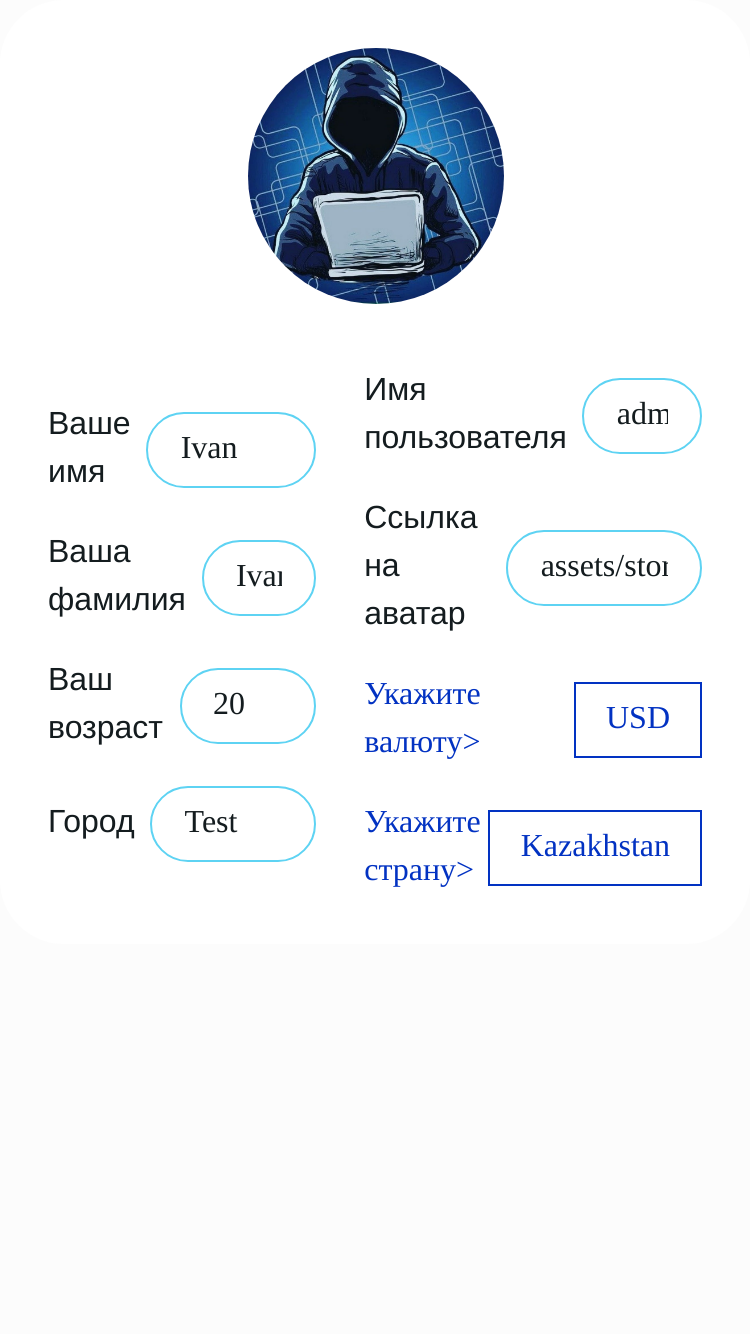 Ваше
имя
Ivan
Ваша
фамилия
Ivaı
Ваш
возраст
20
Город
Test
Имя
пользователя
adm
Ссылка
на
аватар
assets/stor
Укажите
валюту>
USD
Укажите
страну>
Kazakhstan